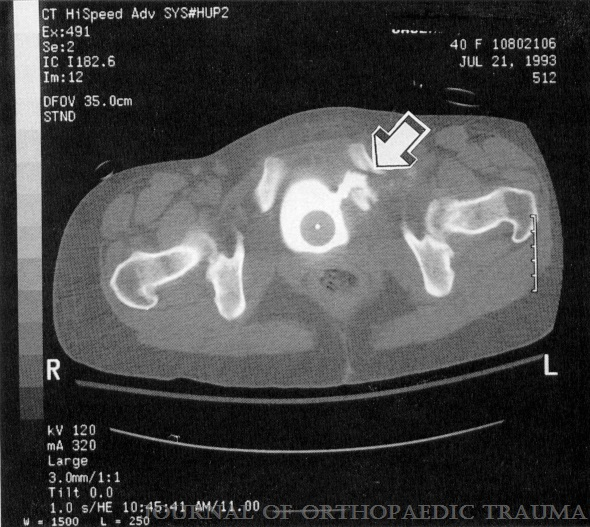 CT HiSpeed Adv SYS#HUP2
Ex:491
Se:2
IC I182.6
Im:12
DFOV 35.0cm
STND
40 F 10802106
JUL 21, 1993
512
R
L
kV 120
mA 320
Large
3.0mm/1:1
Tilt 0.0
1.0 s/HE 10:45:41 AM/11.00
W = 1500 L = 250
JOURNAL OF ORTHOPAEDIC TRAUMA